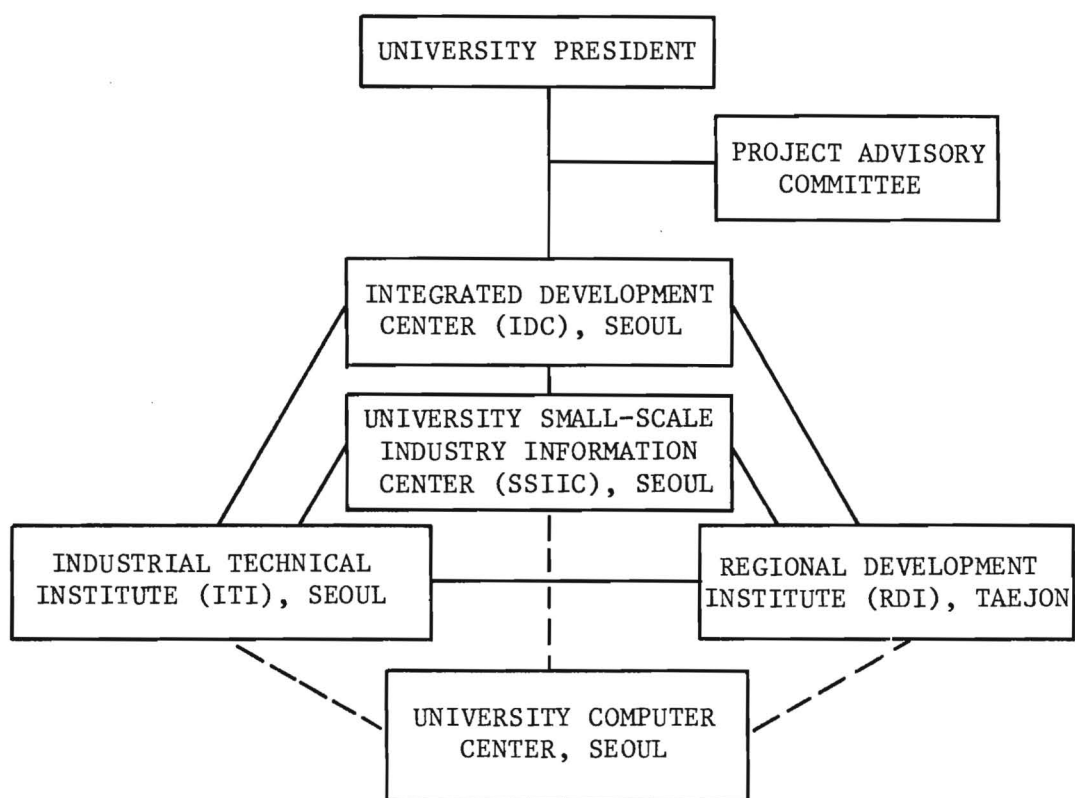 UNIVERSITY PRESIDENT
PROJECT ADVISORY
COMMITTEE
INTEGRATED DEVELOPMENT
CENTER (IDC), SEOUL
UNIVERSITY SMALL-SCALE
INDUSTRY INFORMATION
CENTER (SSIIC), SEOUL
INDUSTRIAL TECHNICAL
INSTITUTE (ITI), SEOUL
REGIONAL DEVELOPMENT
INSTITUTE (RDI), TAEJON
UNIVERSITY COMPUTER
CENTER, SEOUL